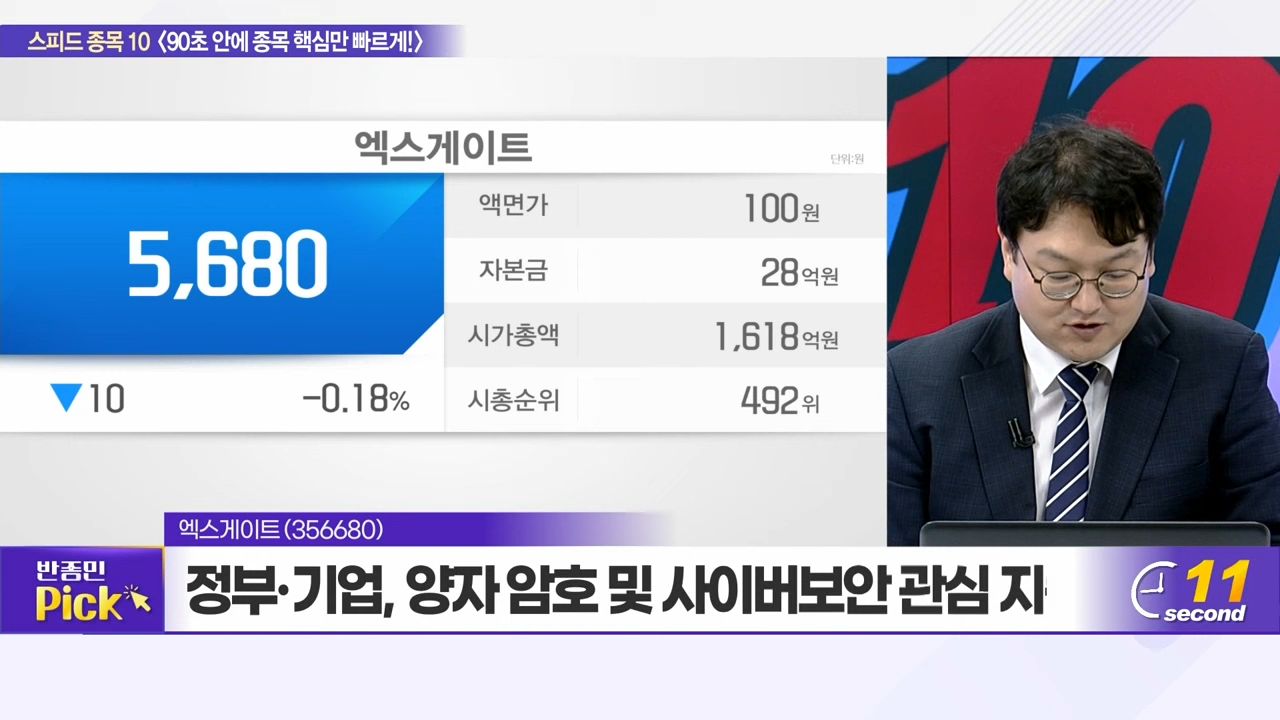 스피드 종목 10 〈90초 안에 종목 핵심만 빠르게!〉
엑스게이트
단위:원
5,680
▼10 -0.18%
액면가 100원
자본금 28억원
시가총액 1,618억원
시총순위 492위
10
엑스게이트 (356680)
반종민
Pick
정부·기업, 양자 암호 및 사이버보안 관심 지
11
second